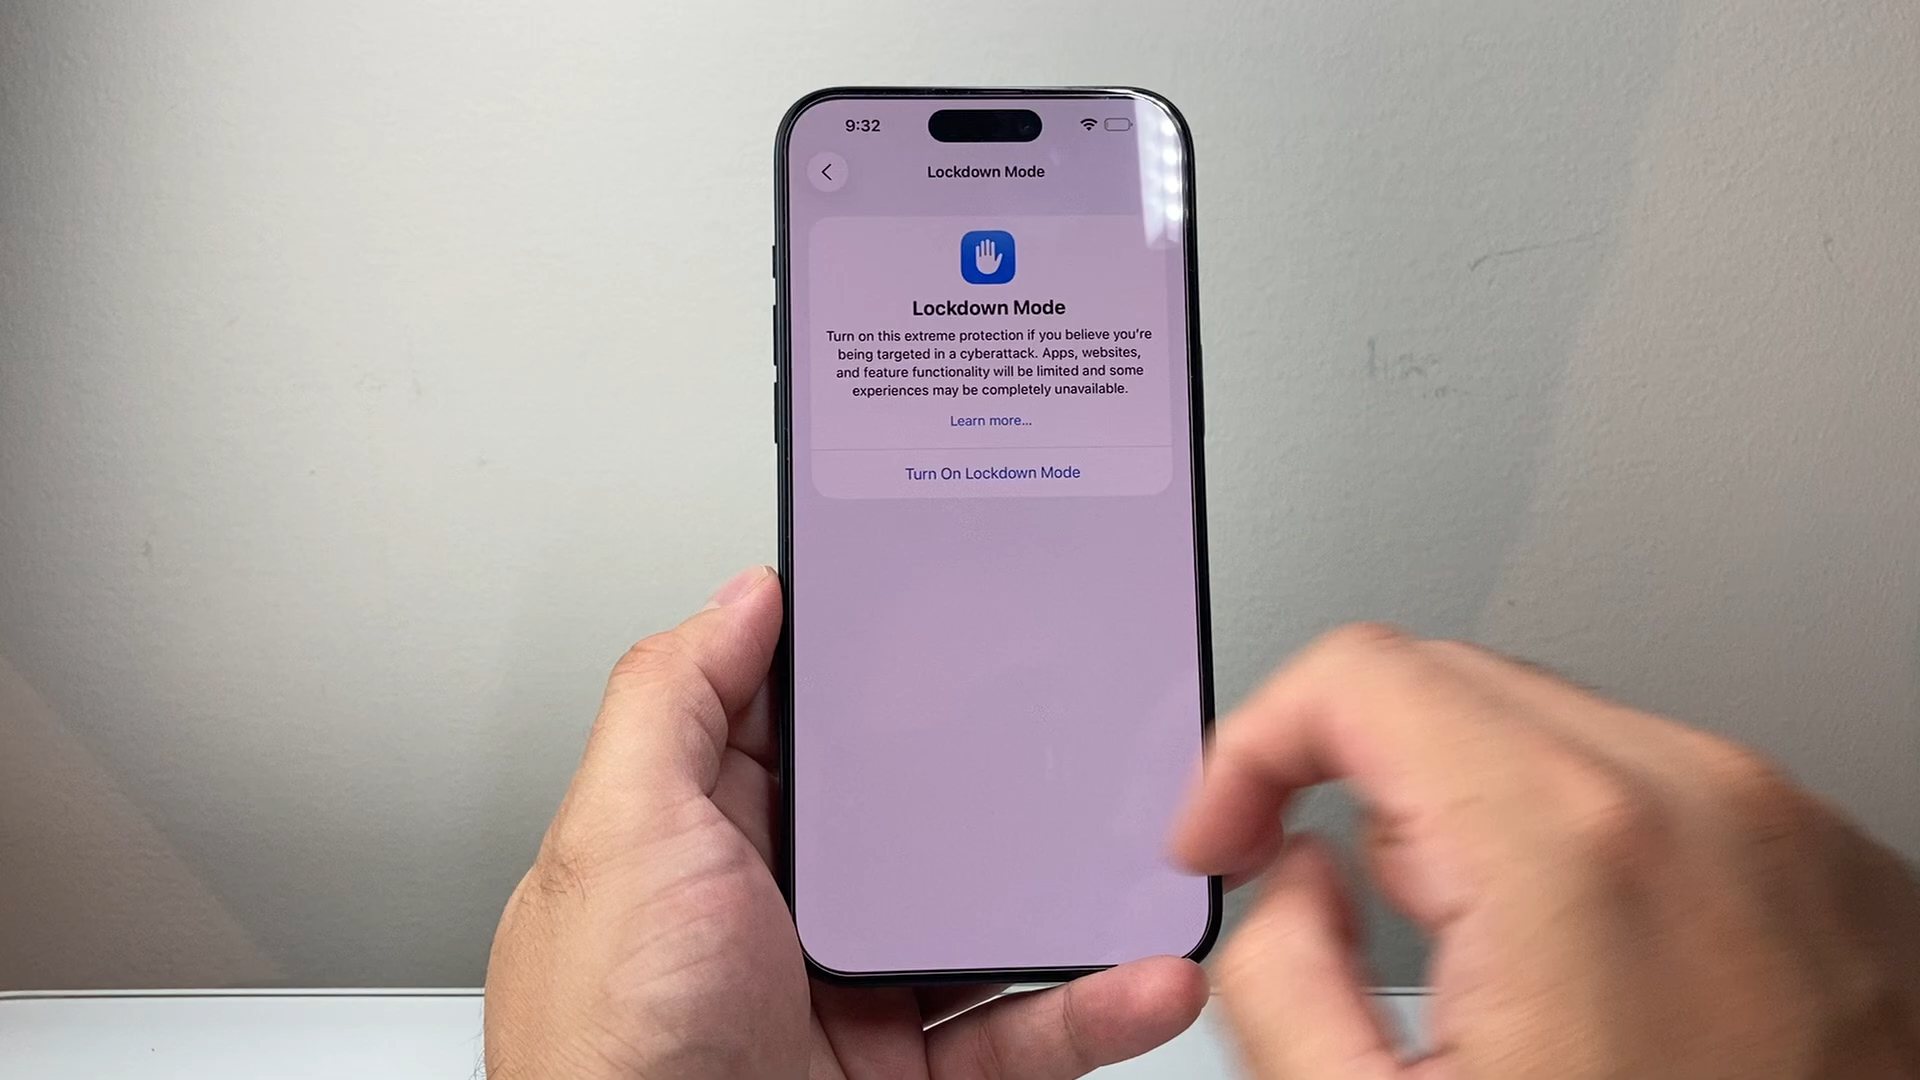 9:32
Lockdown Mode
Lockdown Mode
Turn on this extreme protection if you believe you're
being targeted in a cyberattack. Apps, websites,
and feature functionality will be limited and some
experiences may be completely unavailable.
Learn more...
Turn On Lockdown Mode